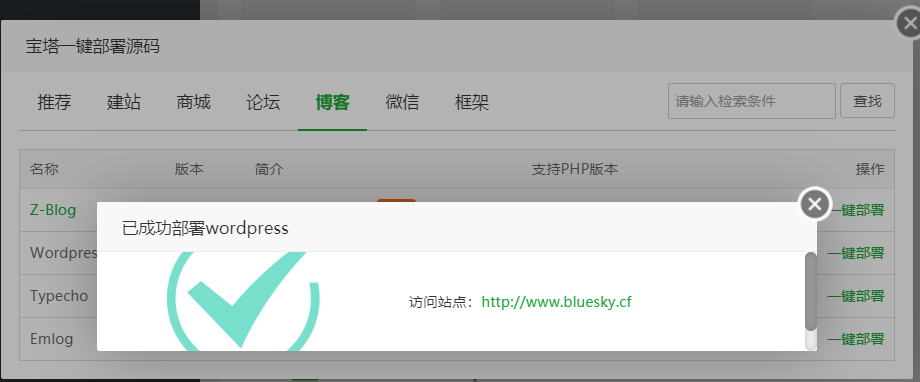 宝塔一键部署源码
推荐 建站 商城 论坛 博客 微信 框架 请输入检索条件 查找
名称 版本 简介 支持PHP版本 操作
Z-Blog 一键部署
已成功部署wordpress
Wordpres 一键部署
访问站点：http://www.bluesky.cf
Typecho 一键部署
Emlog 一键部署